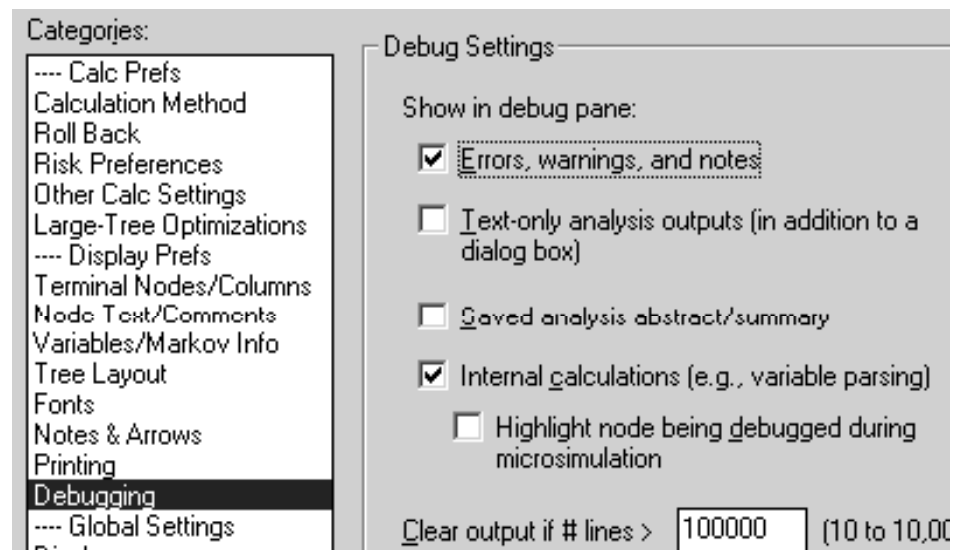 Categories:
---- Calc Prefs
Calculation Method
Roll Back
Risk Preferences
Other Calc Settings
Large-Tree Optimizations
---- Display Prefs
Terminal Nodes/Columns
Node Text/Comments
Variables/Markov Info
Tree Layout
Fonts
Notes & Arrows
Printing
Debugging
---- Global Settings
Debug Settings
Show in debug pane:
Errors, warnings, and notes
Text-only analysis outputs (in addition to a
dialog box)
Saved analysis abstract/summary
Internal calculations (e.g., variable parsing)
Highlight node being debugged during
microsimulation
Clear output if # lines > 100000 (10 to 10,00